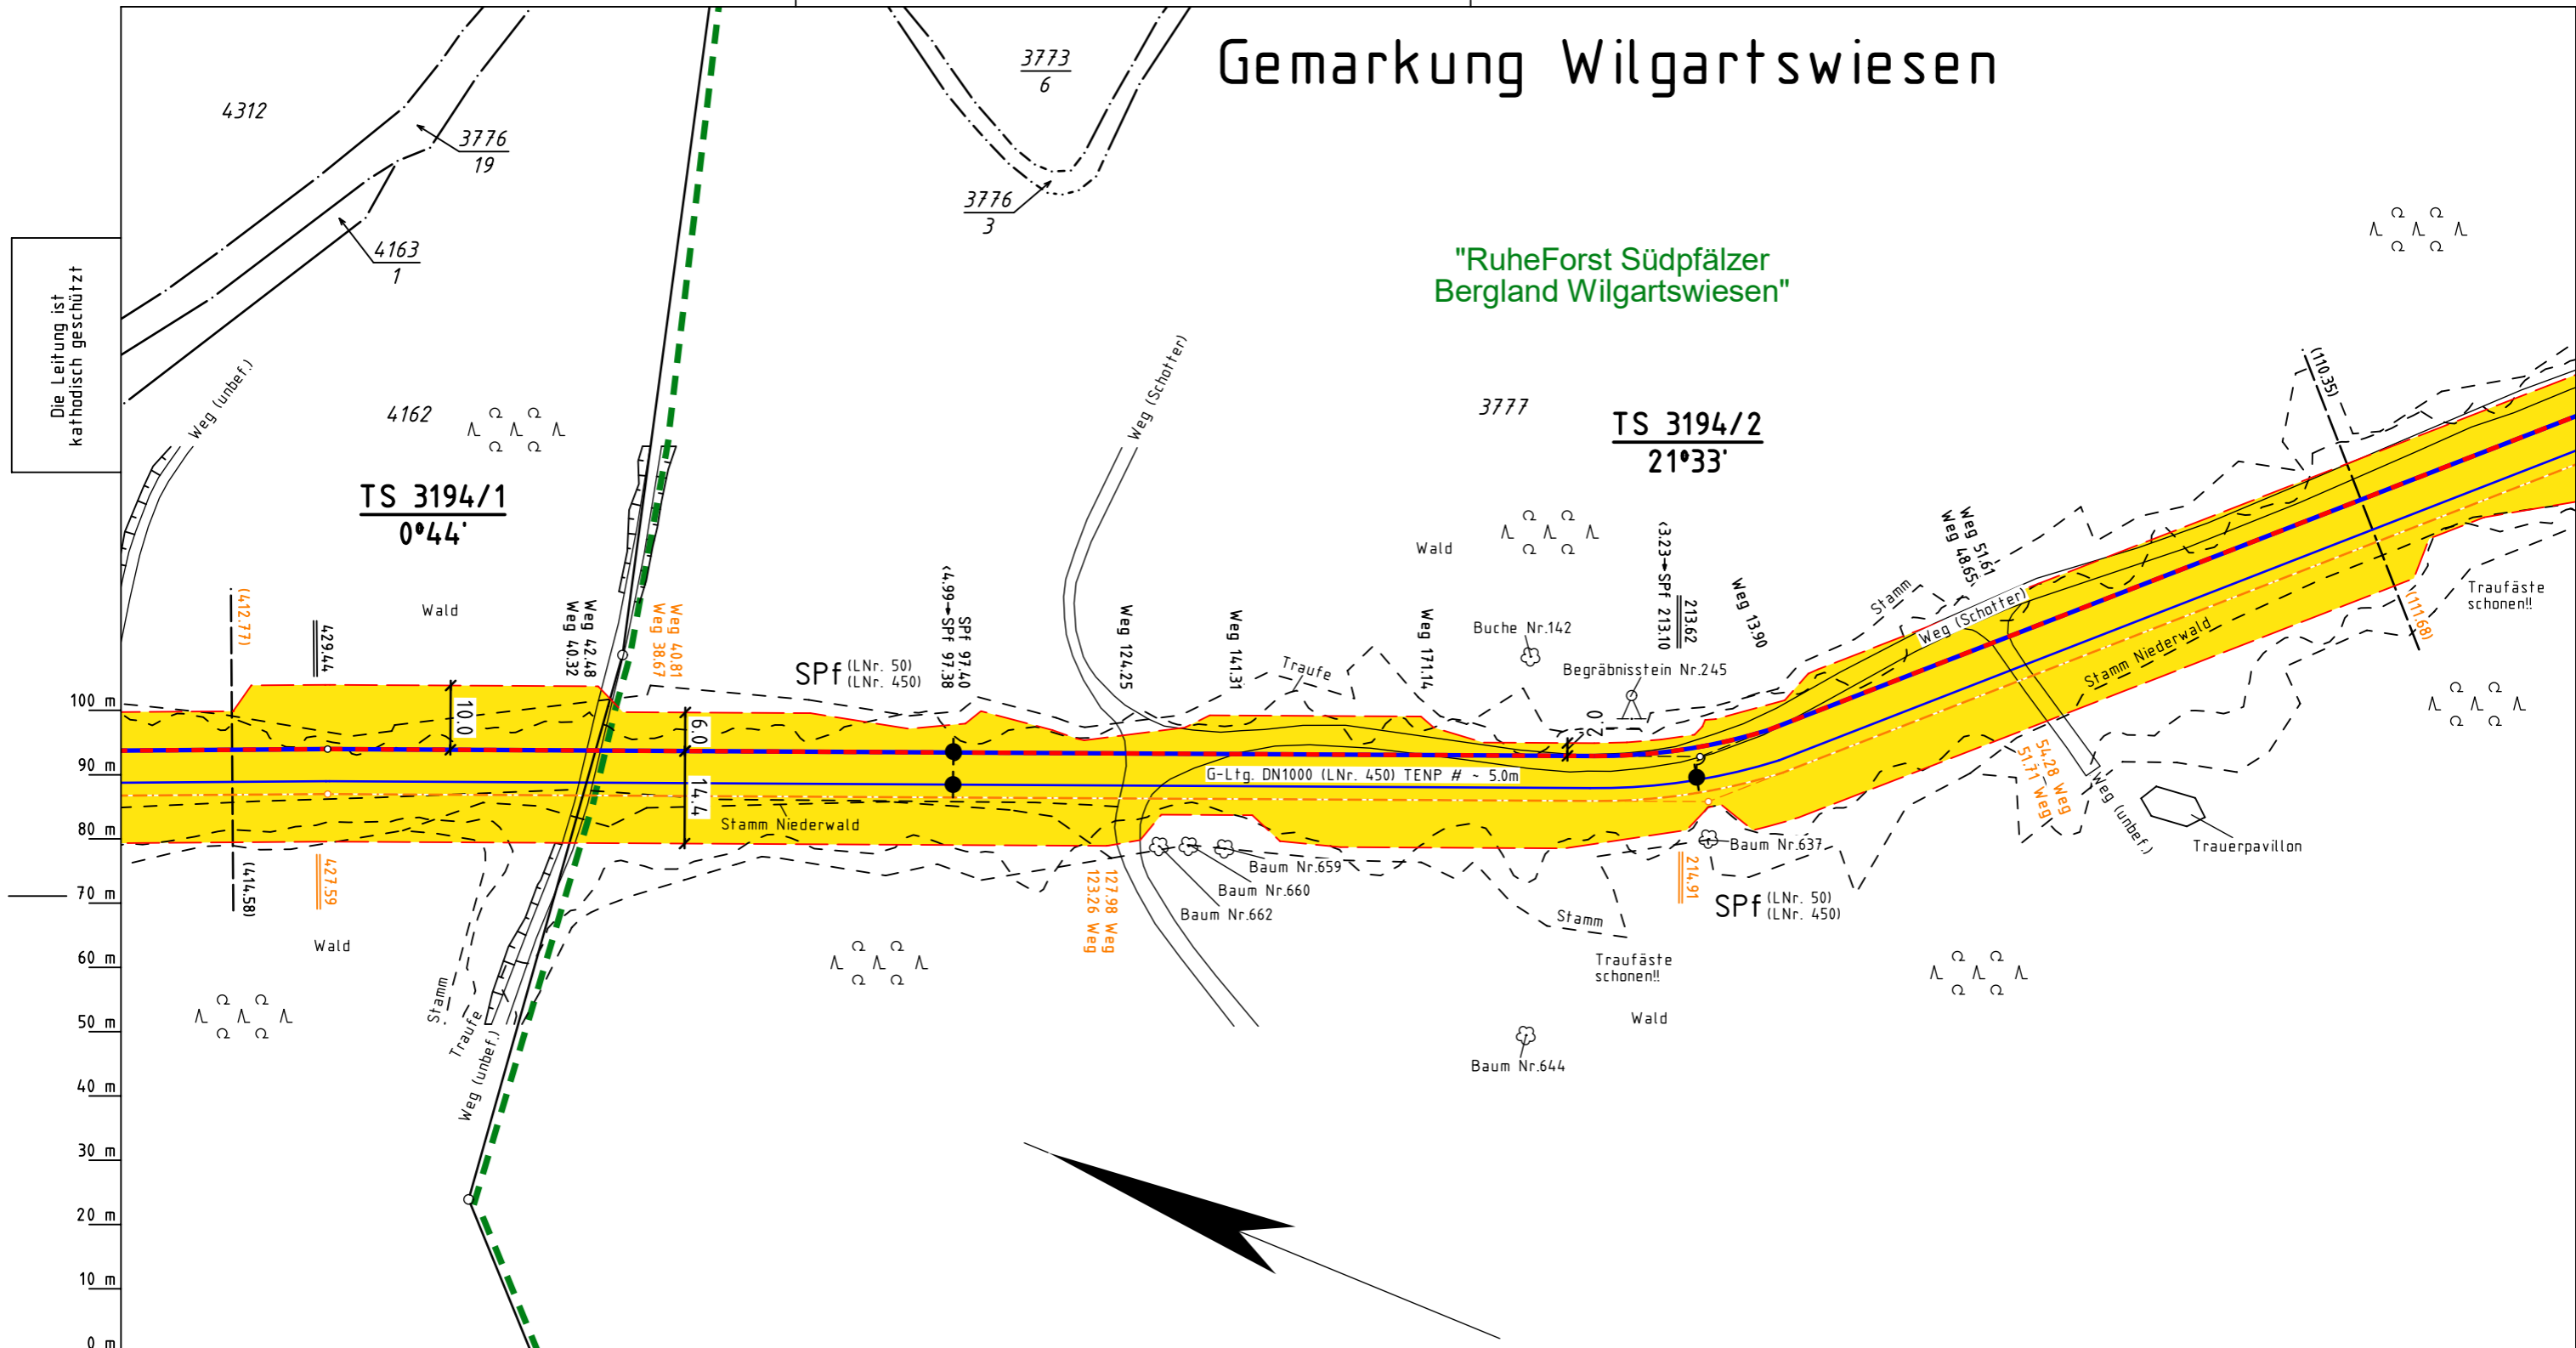 Gemarkung Wilgartswiesen
4312
3776
19
4163
1
3773
6
3776
3
"RuheForst Südpfälzer
Bergland Wilgartswiesen"
Die Leitung ist
kathodisch geschützt
Weg (unbef.)
4162
TS 3194/1
0°44'
Wald
Weg (Schotter)
3777
TS 3194/2
21°33'
Wald
(110.35)
(412.77)
429.44
Weg 42.48
Weg 40.32
Weg 40.81
Weg 38.67
SPf (LNr. 50)
(LNr. 450)
SPf 97.40
<4.99→SPf 97.38
Weg 124.25
Weg 141.31
Traufe
Weg 171.14
Buche Nr.142
Begräbnisstein Nr.245
213.62
<3.23→SPf 213.10
Weg 13.90
Stamm
Weg 51.61
Weg 48.65
Weg (Schotter)
Stamm Niederwald
(111.68)
Traufäste
schonen!!
100 m
90 m
80 m
70 m
60 m
50 m
40 m
30 m
20 m
10 m
0 m
10.0
6.0
14.4
2.0
G-Ltg. DN1000 (LNr. 450) TENP # ~ 5.0m
Stamm Niederwald
(414.58)
427.59
Wald
Stamm
Traufe
Weg (unbef.)
127.98 Weg
123.26 Weg
Baum Nr.659
Baum Nr.660
Baum Nr.662
Stamm
Traufäste
schonen!!
Wald
Baum Nr.644
214.91
Baum Nr.637
SPf (LNr. 50)
(LNr. 450)
54.28 Weg
51.71 Weg
Weg (unbef.)
Trauerpavillon